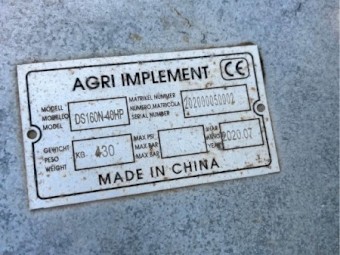 AGRI IMPLEMENT CE
MODELL
MODELLO
MODEL
DS160N-40HP
MATRIKEL NUMMER
NUMERO MATRICOLA
SERIAL NUMBER
202000050002
GEWICHT
PESO
WEIGHT
KG 430
MAX PSI
MAX BAR
MAX BAR
YEAR
2020.07
MADE IN CHINA